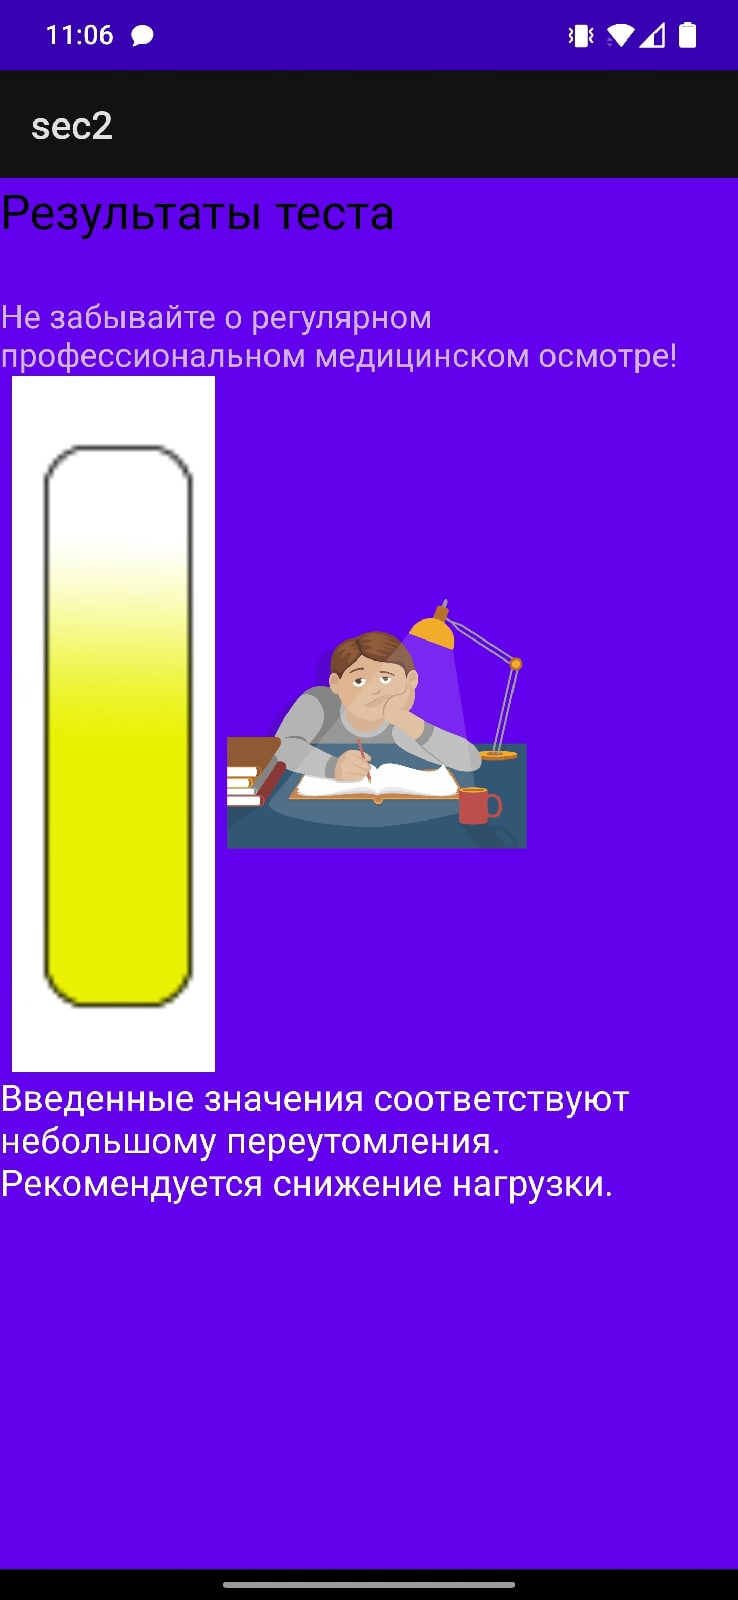 11:06
sec2
Результаты теста
Не забывайте о регулярном
профессиональном медицинском осмотре!
Введенные значения соответствуют
небольшому переутомления.
Рекомендуется снижение нагрузки.